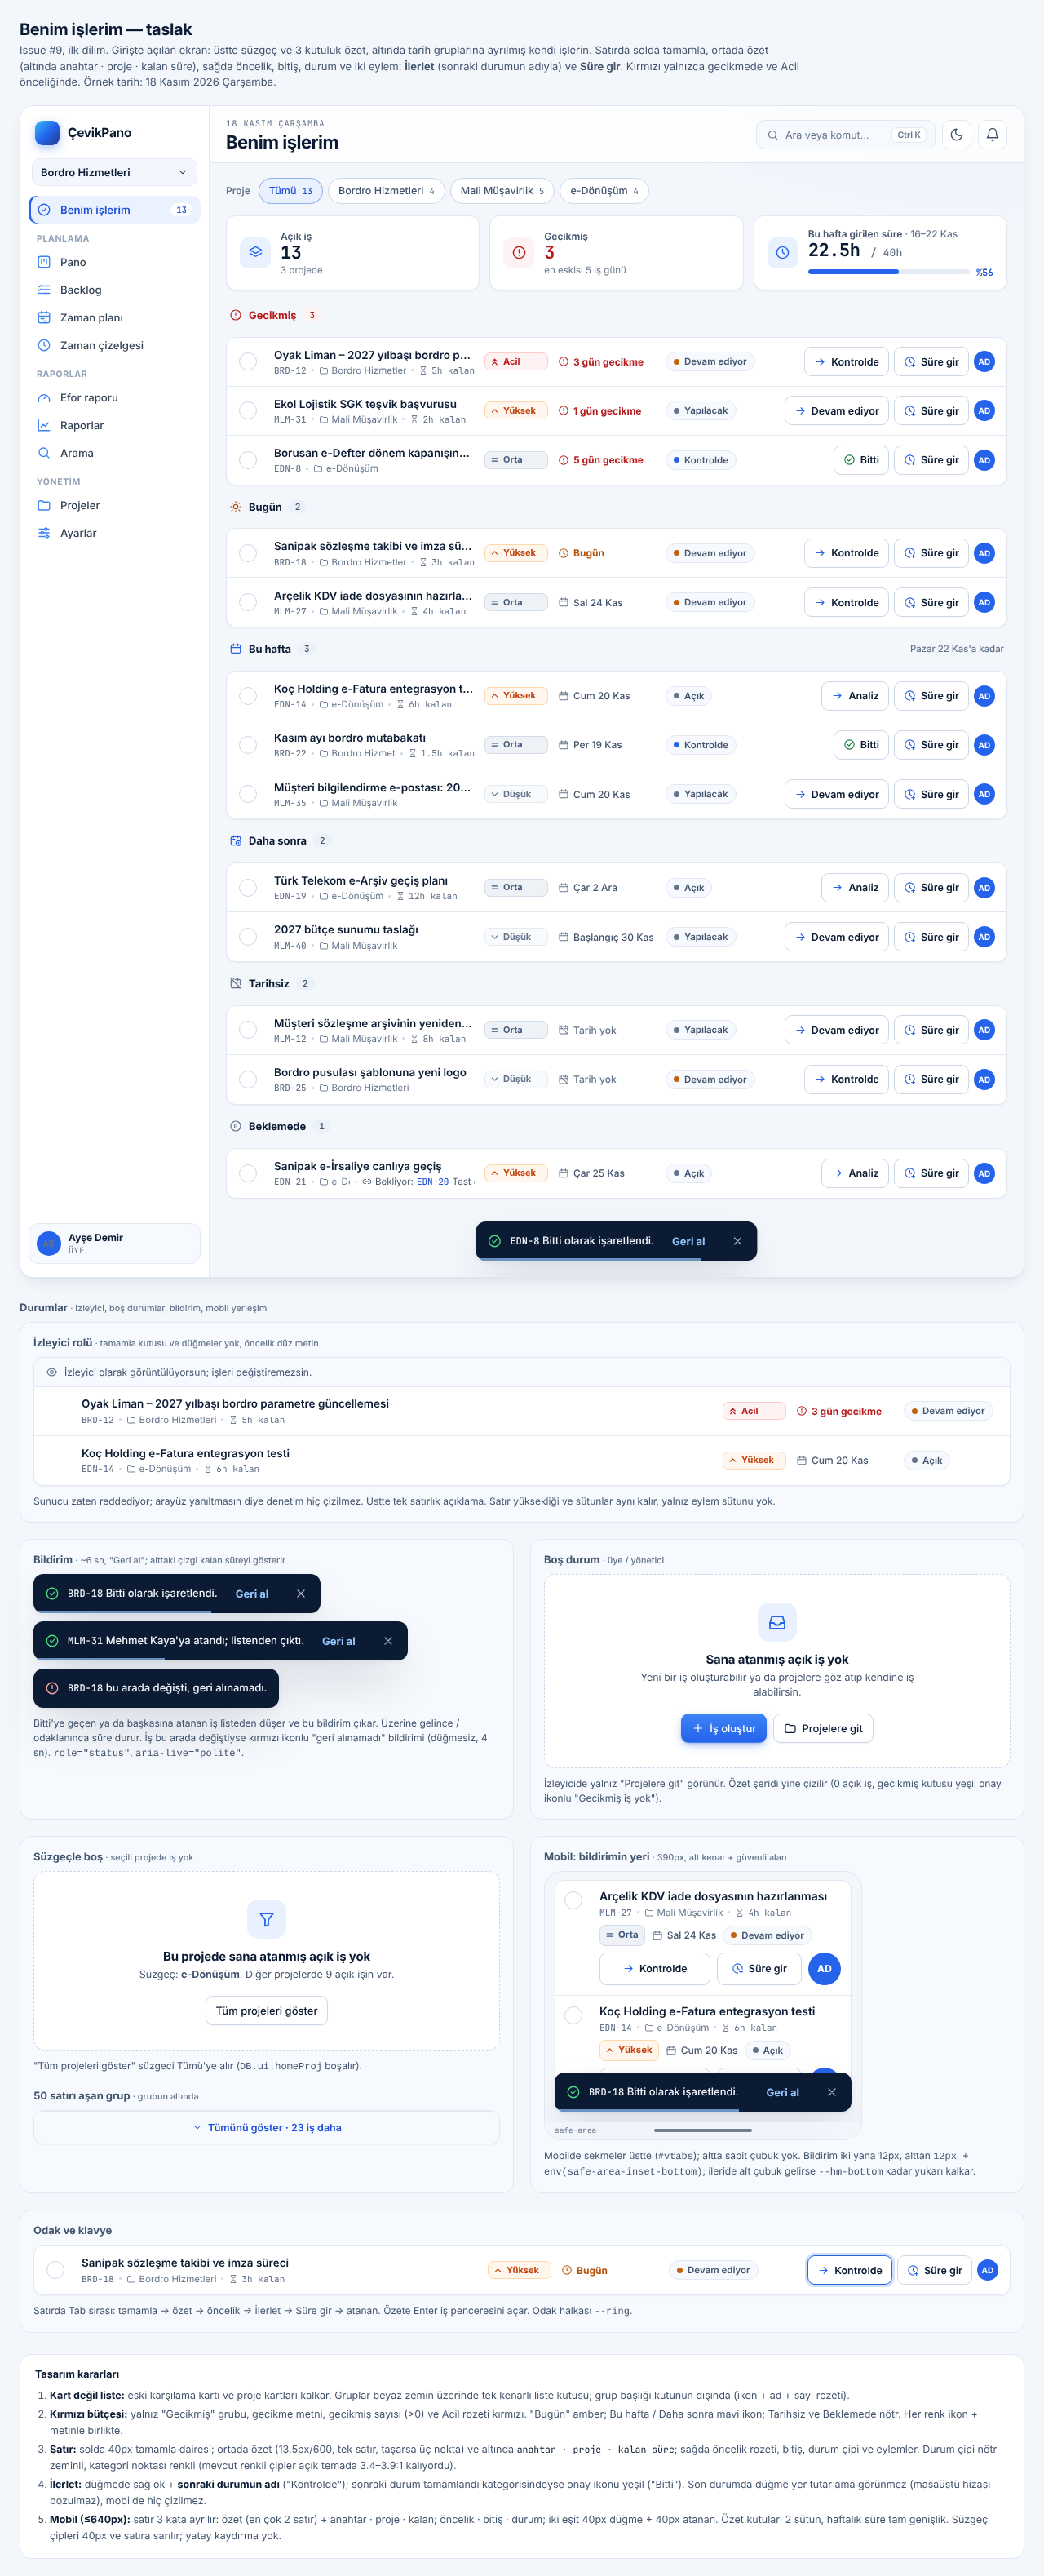 Benim işlerim — taslak
Issue #9, ilk dilim. Girişte açılan ekran: üstte süzgeç ve 3 kutuluk özet, altında tarih gruplarına ayrılmış kendi işlerin. Satırda solda tamamla, ortada özet
(altında anahtar · proje · kalan süre), sağda öncelik, bitiş, durum ve iki eylem: İlerlet (sonraki durumun adıyla) ve Süre gir. Kırmızı yalnızca gecikmede ve Acil
önceliğinde. Örnek tarih: 18 Kasım 2026 Çarşamba.
ÇevikPano
Bordro Hizmetleri
Benim işlerim 13
PLANLAMA
Pano
Backlog
Zaman planı
Zaman çizelgesi
RAPORLAR
Efor raporu
Raporlar
Arama
YÖNETİM
Projeler
Ayarlar
AD
Ayşe Demir
ÜYE
18 KASIM ÇARŞAMBA
Benim işlerim
Ara veya komut... Ctrl K
Proje Tümü 13 Bordro Hizmetleri 4 Mali Müşavirlik 5 e-Dönüşüm 4
Açık iş
13
3 projede
Gecikmiş
3
en eskisi 5 iş günü
Bu hafta girilen süre · 16–22 Kas
22.5h / 40h
%56
Gecikmiş 3
Oyak Liman – 2027 yılbaşı bordro p... Acil 3 gün gecikme Devam ediyor Kontrolde Süre gir AD
BRD-12 · Bordro Hizmetler · 5h kalan
Ekol Lojistik SGK teşvik başvurusu Yüksek 1 gün gecikme Yapılacak Devam ediyor Süre gir AD
MLM-31 · Mali Müşavirlik · 2h kalan
Borusan e-Defter dönem kapanışın... Orta 5 gün gecikme Kontrolde Bitti Süre gir AD
EDN-8 · e-Dönüşüm
Bugün 2
Sanipak sözleşme takibi ve imza sü... Yüksek Bugün Devam ediyor Kontrolde Süre gir AD
BRD-18 · Bordro Hizmetler · 3h kalan
Arçelik KDV iade dosyasının hazırla... Orta Sal 24 Kas Devam ediyor Kontrolde Süre gir AD
MLM-27 · Mali Müşavirlik · 4h kalan
Bu hafta 3 Pazar 22 Kas'a kadar
Koç Holding e-Fatura entegrasyon t... Yüksek Cum 20 Kas Açık Analiz Süre gir AD
EDN-14 · e-Dönüşüm · 6h kalan
Kasım ayı bordro mutabakatı Orta Per 19 Kas Kontrolde Bitti Süre gir AD
BRD-22 · Bordro Hizmet · 1.5h kalan
Müşteri bilgilendirme e-postası: 20... Düşük Cum 20 Kas Yapılacak Devam ediyor Süre gir AD
MLM-35 · Mali Müşavirlik
Daha sonra 2
Türk Telekom e-Arşiv geçiş planı Orta Çar 2 Ara Açık Analiz Süre gir AD
EDN-19 · e-Dönüşüm · 12h kalan
2027 bütçe sunumu taslağı Düşük Başlangıç 30 Kas Yapılacak Devam ediyor Süre gir AD
MLM-40 · Mali Müşavirlik
Tarihsiz 2
Müşteri sözleşme arşivinin yeniden... Orta Tarih yok Yapılacak Devam ediyor Süre gir AD
MLM-12 · Mali Müşavirlik · 8h kalan
Bordro pusulası şablonuna yeni logo Düşük Tarih yok Devam ediyor Kontrolde Süre gir AD
BRD-25 · Bordro Hizmetleri
Beklemede 1
Sanipak e-İrsaliye canlıya geçiş Yüksek Çar 25 Kas Açık Analiz Süre gir AD
EDN-21 · e-D · Bekliyor: EDN-20 Test
EDN-8 Bitti olarak işaretlendi. Geri al
Durumlar · izleyici, boş durumlar, bildirim, mobil yerleşim
İzleyici rolü · tamamla kutusu ve düğmeler yok, öncelik düz metin
İzleyici olarak görüntülüyorsun; işleri değiştiremezsin.
Oyak Liman – 2027 yılbaşı bordro parametre güncellemesi Acil 3 gün gecikme Devam ediyor
BRD-12 · Bordro Hizmetleri · 5h kalan
Koç Holding e-Fatura entegrasyon testi Yüksek Cum 20 Kas Açık
EDN-14 · e-Dönüşüm · 6h kalan
Sunucu zaten reddediyor; arayüz yanıltmasın diye denetim hiç çizilmez. Üstte tek satırlık açıklama. Satır yüksekliği ve sütunlar aynı kalır, yalnız eylem sütunu yok.
Bildirim · ~6 sn, "Geri al"; alttaki çizgi kalan süreyi gösterir
BRD-18 Bitti olarak işaretlendi. Geri al
MLM-31 Mehmet Kaya'ya atandı; listenden çıktı. Geri al
BRD-18 bu arada değişti, geri alınamadı.
Bitti'ye geçen ya da başkasına atanan iş listeden düşer ve bu bildirim çıkar. Üzerine gelince /
odaklanınca süre durur. İş bu arada değiştiyse kırmızı ikonlu "geri alınamadı" bildirimi (düğmesiz, 4
sn). role="status", aria-live="polite".
Boş durum · üye / yönetici
Sana atanmış açık iş yok
Yeni bir iş oluşturabilir ya da projelere göz atıp kendine iş
alabilirsin.
İş oluştur Projelere git
İzleyicide yalnız "Projelere git" görünür. Özet şeridi yine çizilir (0 açık iş, gecikmiş kutusu yeşil onay
ikonlu "Gecikmiş iş yok").
Süzgeçle boş · seçili projede iş yok
Bu projede sana atanmış açık iş yok
Süzgeç: e-Dönüşüm. Diğer projelerde 9 açık işin var.
Tüm projeleri göster
"Tüm projeleri göster" süzgeci Tümü'ye alır (DB.ui.homeProj boşalır).
50 satırı aşan grup · grubun altında
Tümünü göster · 23 iş daha
Mobil: bildirimin yeri · 390px, alt kenar + güvenli alan
Arçelik KDV iade dosyasının hazırlanması
MLM-27 · Mali Müşavirlik · 4h kalan
Orta Sal 24 Kas Devam ediyor
Kontrolde Süre gir AD
Koç Holding e-Fatura entegrasyon testi
EDN-14 · e-Dönüşüm · 6h kalan
Yüksek Cum 20 Kas Açık
BRD-18 Bitti olarak işaretlendi. Geri al
safe-area
Mobilde sekmeler üstte (#vtabs); altta sabit çubuk yok. Bildirim iki yana 12px, alttan 12px +
env(safe-area-inset-bottom); ileride alt çubuk gelirse --hm-bottom kadar yukarı kalkar.
Odak ve klavye
Sanipak sözleşme takibi ve imza süreci Yüksek Bugün Devam ediyor Kontrolde Süre gir AD
BRD-18 · Bordro Hizmetleri · 3h kalan
Satırda Tab sırası: tamamla → özet → öncelik → İlerlet → Süre gir → atanan. Özete Enter iş penceresini açar. Odak halkası --ring.
Tasarım kararları
1. Kart değil liste: eski karşılama kartı ve proje kartları kalkar. Gruplar beyaz zemin üzerinde tek kenarlı liste kutusu; grup başlığı kutunun dışında (ikon + ad + sayı rozeti).
2. Kırmızı bütçesi: yalnız "Gecikmiş" grubu, gecikme metni, gecikmiş sayısı (>0) ve Acil rozeti kırmızı. "Bugün" amber; Bu hafta / Daha sonra mavi ikon; Tarihsiz ve Beklemede nötr. Her renk ikon +
metinle birlikte.
3. Satır: solda 40px tamamla dairesi; ortada özet (13.5px/600, tek satır, taşarsa üç nokta) ve altında anahtar · proje · kalan süre; sağda öncelik rozeti, bitiş, durum çipi ve eylemler. Durum çipi nötr
zeminli, kategori noktası renkli (mevcut renkli çipler açık temada 3.4–3.9:1 kalıyordu).
4. İlerlet: düğmede sağ ok + sonraki durumun adı ("Kontrolde"); sonraki durum tamamlandı kategorisindeyse onay ikonu yeşil ("Bitti"). Son durumda düğme yer tutar ama görünmez (masaüstü hizası
bozulmaz), mobilde hiç çizilmez.
5. Mobil (≤640px): satır 3 kata ayrılır: özet (en çok 2 satır) + anahtar · proje · kalan; öncelik · bitiş · durum; iki eşit 40px düğme + 40px atanan. Özet kutuları 2 sütun, haftalık süre tam genişlik. Süzgeç
çipleri 40px ve satıra sarılır; yatay kaydırma yok.